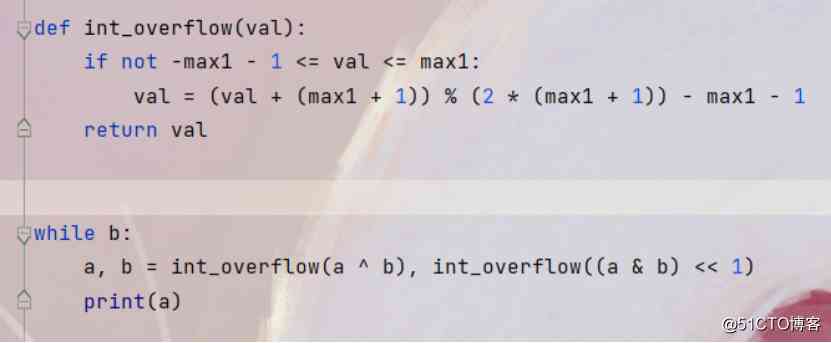 def int_overflow(val):
    if not -max1 - 1 <= val <= max1:
        val = (val + (max1 + 1)) % (2 * (max1 + 1)) - max1 - 1
    return val
while b:
    a, b = int_overflow(a ^ b), int_overflow((a & b) << 1)
    print(a)
@51CTO博客